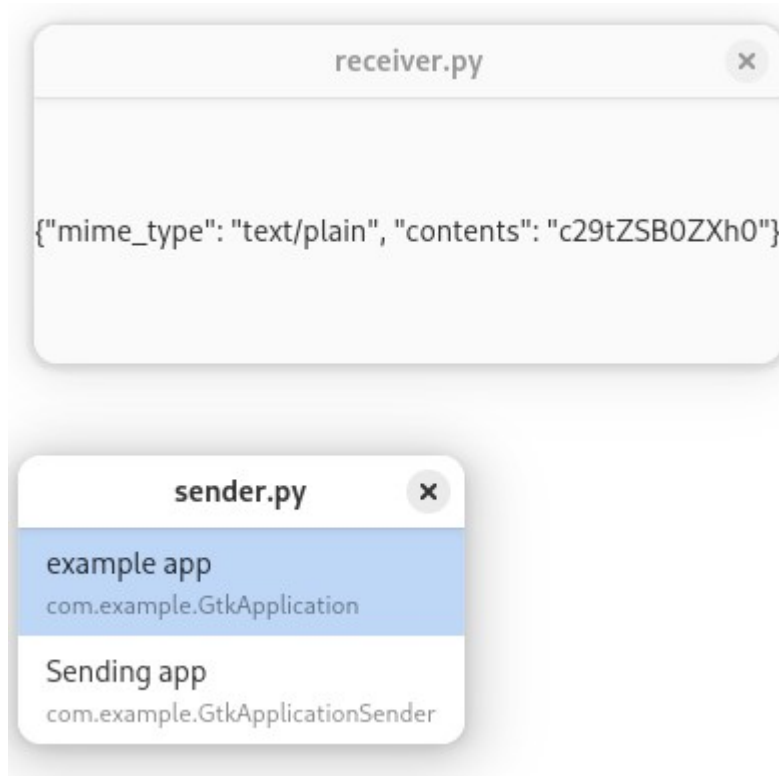 receiver.py
{"mime_type": "text/plain", "contents": "c29tZSB0ZXh0"}
sender.py
example app
com.example.GtkApplication
Sending app
com.example.GtkApplicationSender